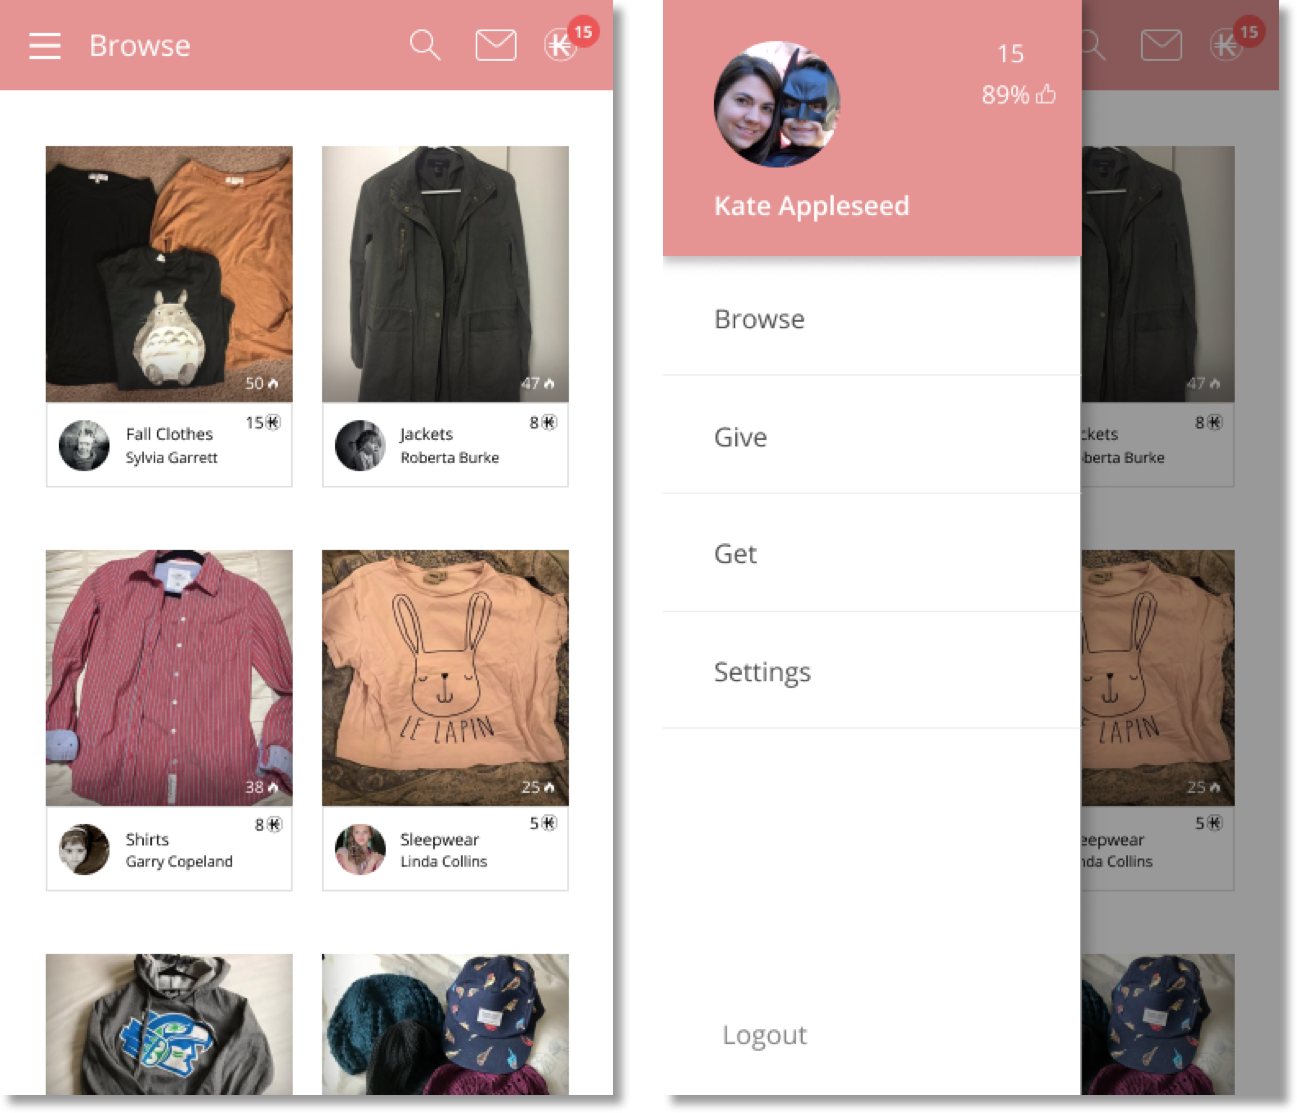 Browse
15
50
47
Fall Clothes
15
Sylvia Garrett
Jackets
8
Roberta Burke
LE LAPIN
38
25
Shirts
8
Garry Copeland
Sleepwear
5
Linda Collins
15
89%
Kate Appleseed
Browse
Give
Get
Settings
Logout
15
47
8
ckets
berta Burke
LAPIN
25
5
eepwear
nda Collins